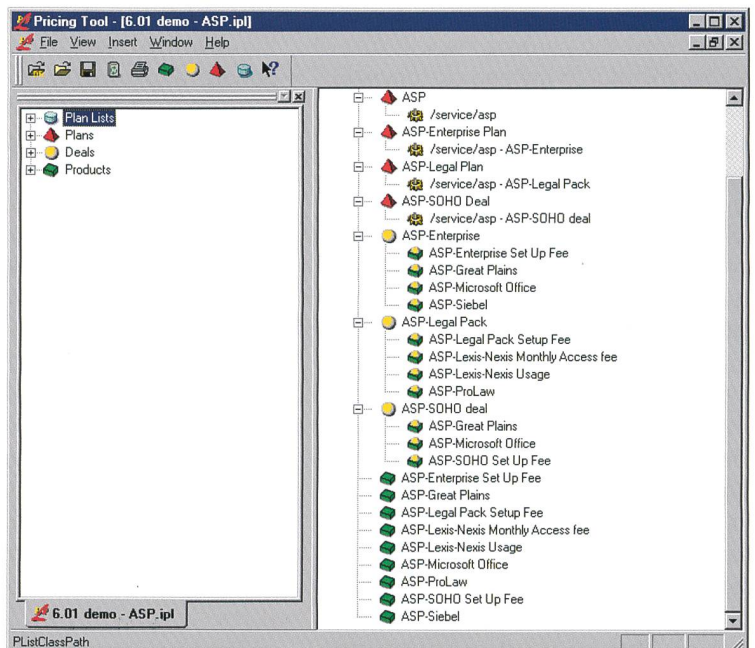 Pricing Tool - [6.01 demo - ASP.ipl]
File View Insert Window Help
Plan Lists
Plans
Deals
Products
6.01 demo - ASP.ipl
ASP
/service/asp
ASP-Enterprise Plan
/service/asp - ASP-Enterprise
ASP-Legal Plan
/service/asp - ASP-Legal Pack
ASP-SOHO Deal
/service/asp - ASP-SOHO deal
ASP-Enterprise
ASP-Enterprise Set Up Fee
ASP-Great Plains
ASP-Microsoft Office
ASP-Siebel
ASP-Legal Pack
ASP-Legal Pack Setup Fee
ASP-Lexis-Nexis Monthly Access fee
ASP-Lexis-Nexis Usage
ASP-ProLaw
ASP-SOHO deal
ASP-Great Plains
ASP-Microsoft Office
ASP-SOHO Set Up Fee
ASP-Enterprise Set Up Fee
ASP-Great Plains
ASP-Legal Pack Setup Fee
ASP-Lexis-Nexis Monthly Access fee
ASP-Lexis-Nexis Usage
ASP-Microsoft Office
ASP-ProLaw
ASP-SOHO Set Up Fee
ASP-Siebel
PListClassPath